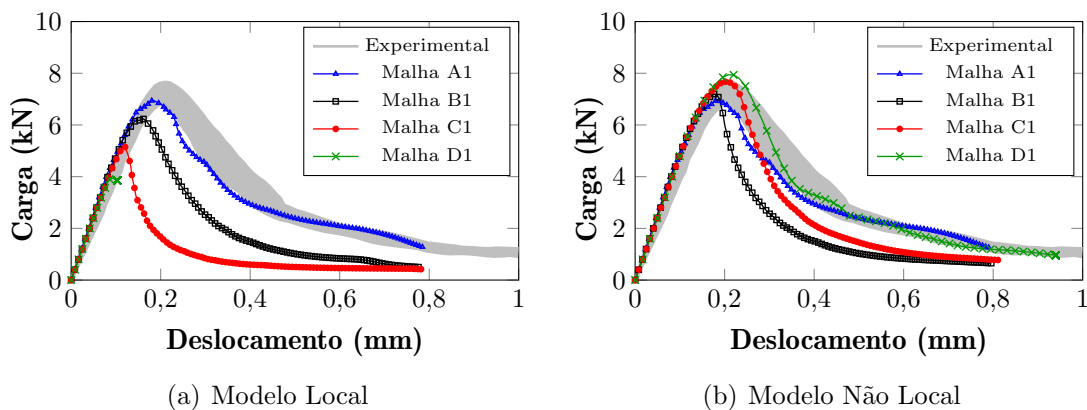 10
8
6
4
2
0
Carga (kN)
0
0,2
0,4
0,6
0,8
1
Deslocamento (mm)
Experimental
Malha A1
Malha B1
Malha C1
Malha D1
(a) Modelo Local
10
8
6
4
2
0
Carga (kN)
0
0,2
0,4
0,6
0,8
1
Deslocamento (mm)
Experimental
Malha A1
Malha B1
Malha C1
Malha D1
(b) Modelo Não Local